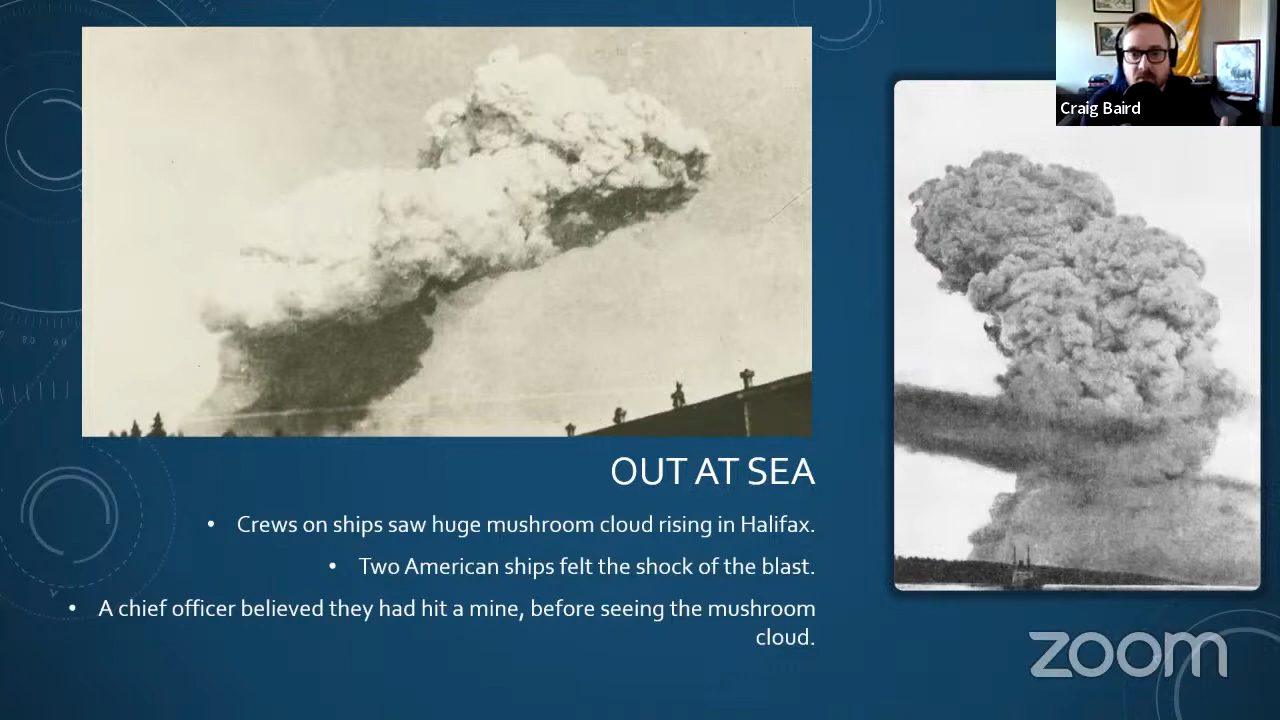 Craig Baird
OUT AT SEA
• Crews on ships saw huge mushroom cloud rising in Halifax.
• Two American ships felt the shock of the blast.
• A chief officer believed they had hit a mine, before seeing the mushroom
cloud.
zoom